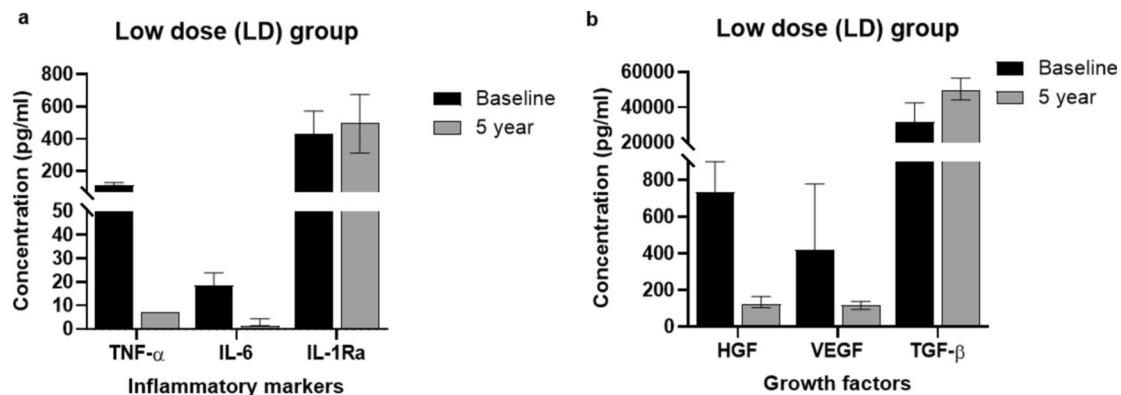 a
Low dose (LD) group
Concentration (pg/ml)
800
600
400
200
50
40
30
20
10
0
TNF-α IL-6 IL-1Ra
Inflammatory markers
Baseline
5 year
b
Low dose (LD) group
Concentration (pg/ml)
60000
40000
20000
800
600
400
200
0
HGF VEGF TGF-β
Growth factors
Baseline
5 year